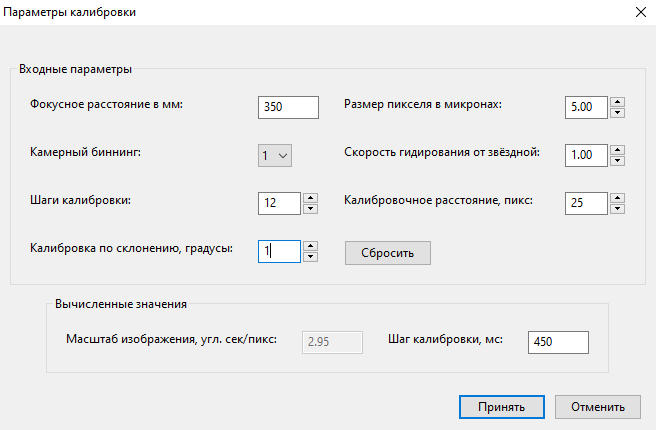 Параметры калибровки
Входные параметры
Фокусное расстояние в мм: 350 Размер пикселя в микронах: 5.00
Камерный биннинг: 1 Скорость гидирования от звёздной: 1.00
Шаги калибровки: 12 Калибровочное расстояние, пикс: 25
Калибровка по склонению, градусы: 1 Сбросить
Вычисленные значения
Масштаб изображения, угл. сек/пикс: 2.95 Шаг калибровки, мс: 450
Принять Отменить